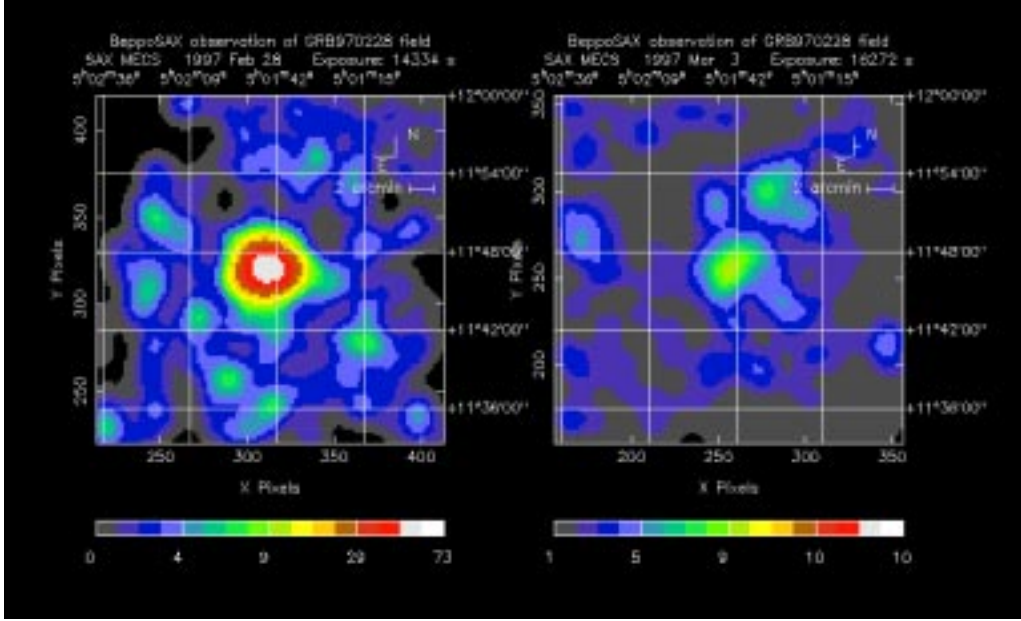 BeppoSAX observation of GRB970228 field
SAX MECS 1997 Feb 28 Exposure: 14334 s
5h02m36s 5h02m09s 5h01m42s 5h01m15s
+12°00'00"
400
N
E
+11°54'00"
2 arcmin
350
+11°48'00"
Y Pixels
300
+11°42'00"
250
+11°36'00"
250 300 350 400
X Pixels
0 4 9 29 73
BeppoSAX observation of GRB970228 field
SAX MECS 1997 Mar 3 Exposure: 16272 s
5h02m36s 5h02m09s 5h01m42s 5h01m15s
350
+12°00'00"
N
E
+11°54'00"
300
2 arcmin
+11°48'00"
Y Pixels
250
+11°42'00"
200
+11°36'00"
200 250 300 350
X Pixels
1 5 9 10 10